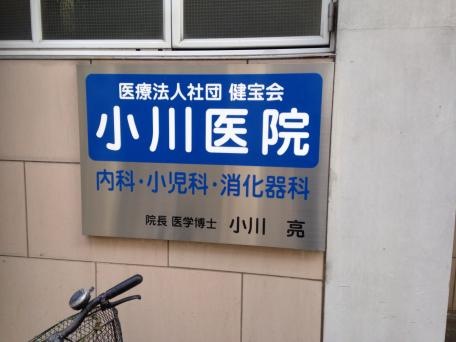 医療法人社団 健宝会
小川医院
内科・小児科・消化器科
院長 医学博士 小川 亮